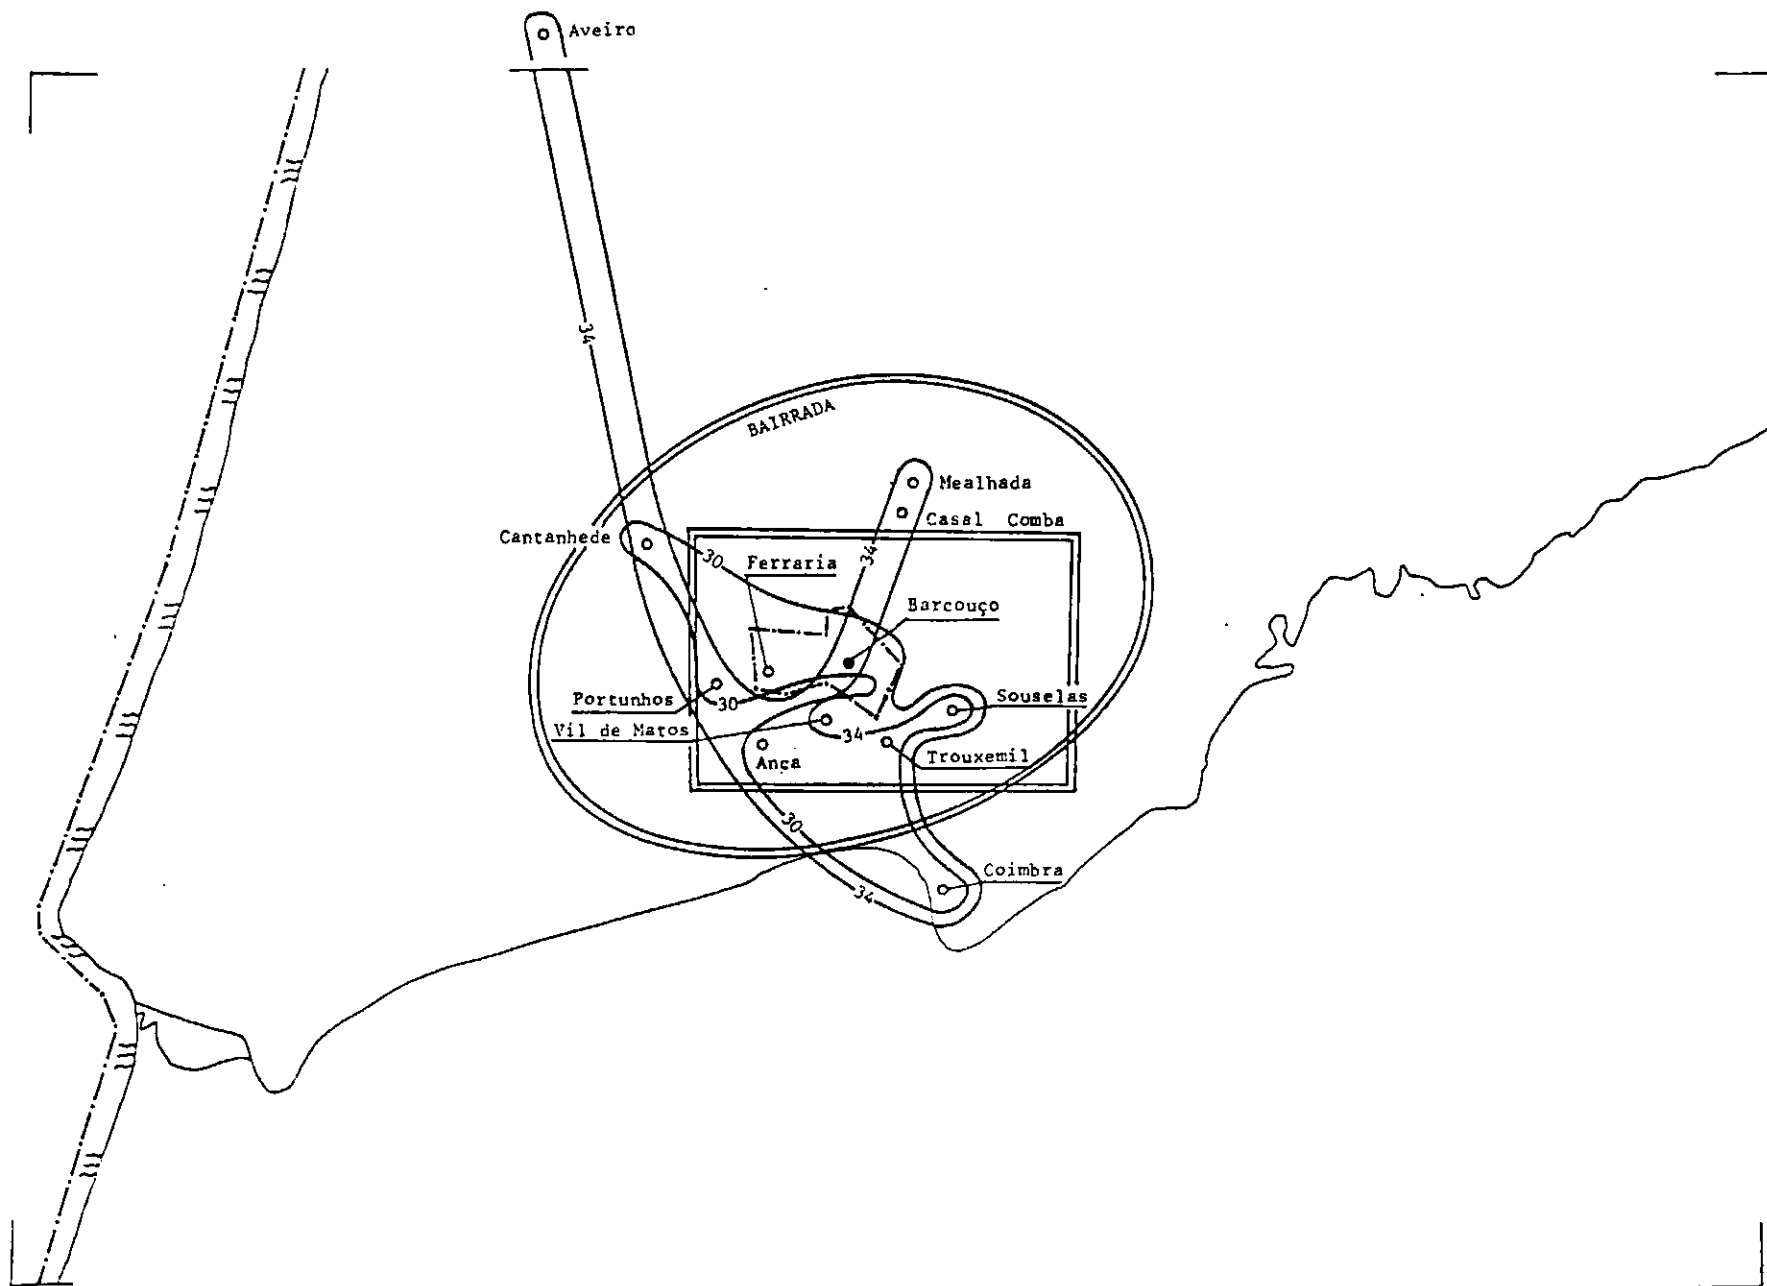 Aveiro
34
BAIRRADA
Mealhada
Casal Comba
Cantanhede
30
34
Ferraria
Barcouço
Portunhos
30
Souselas
Vil de Matos
34
Trouxemil
Ança
30
Coimbra
34